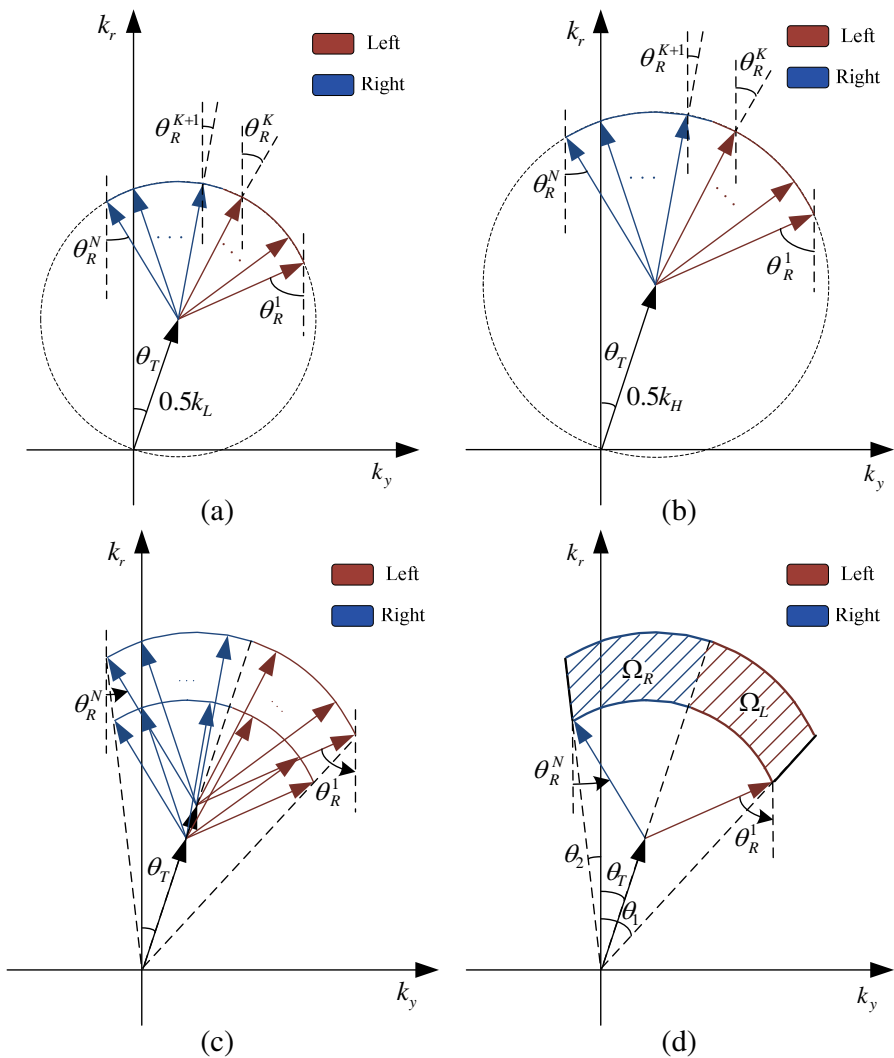 k_r
Left
Right
θ_R^{K+1}
θ_R^K
θ_R^N
. . .
. . .
θ_R^1
θ_T
0.5k_L
k_y
(a)
k_r
Left
Right
θ_R^{K+1}
θ_R^K
θ_R^N
. . . .
. . .
θ_R^1
θ_T
0.5k_H
k_y
(b)
k_r
Left
Right
. . .
. . .
θ_R^N
θ_R^1
θ_T
k_y
(c)
k_r
Left
Right
Ω_R
Ω_L
θ_R^N
θ_R^1
θ_2
θ_T
θ_1
k_y
(d)